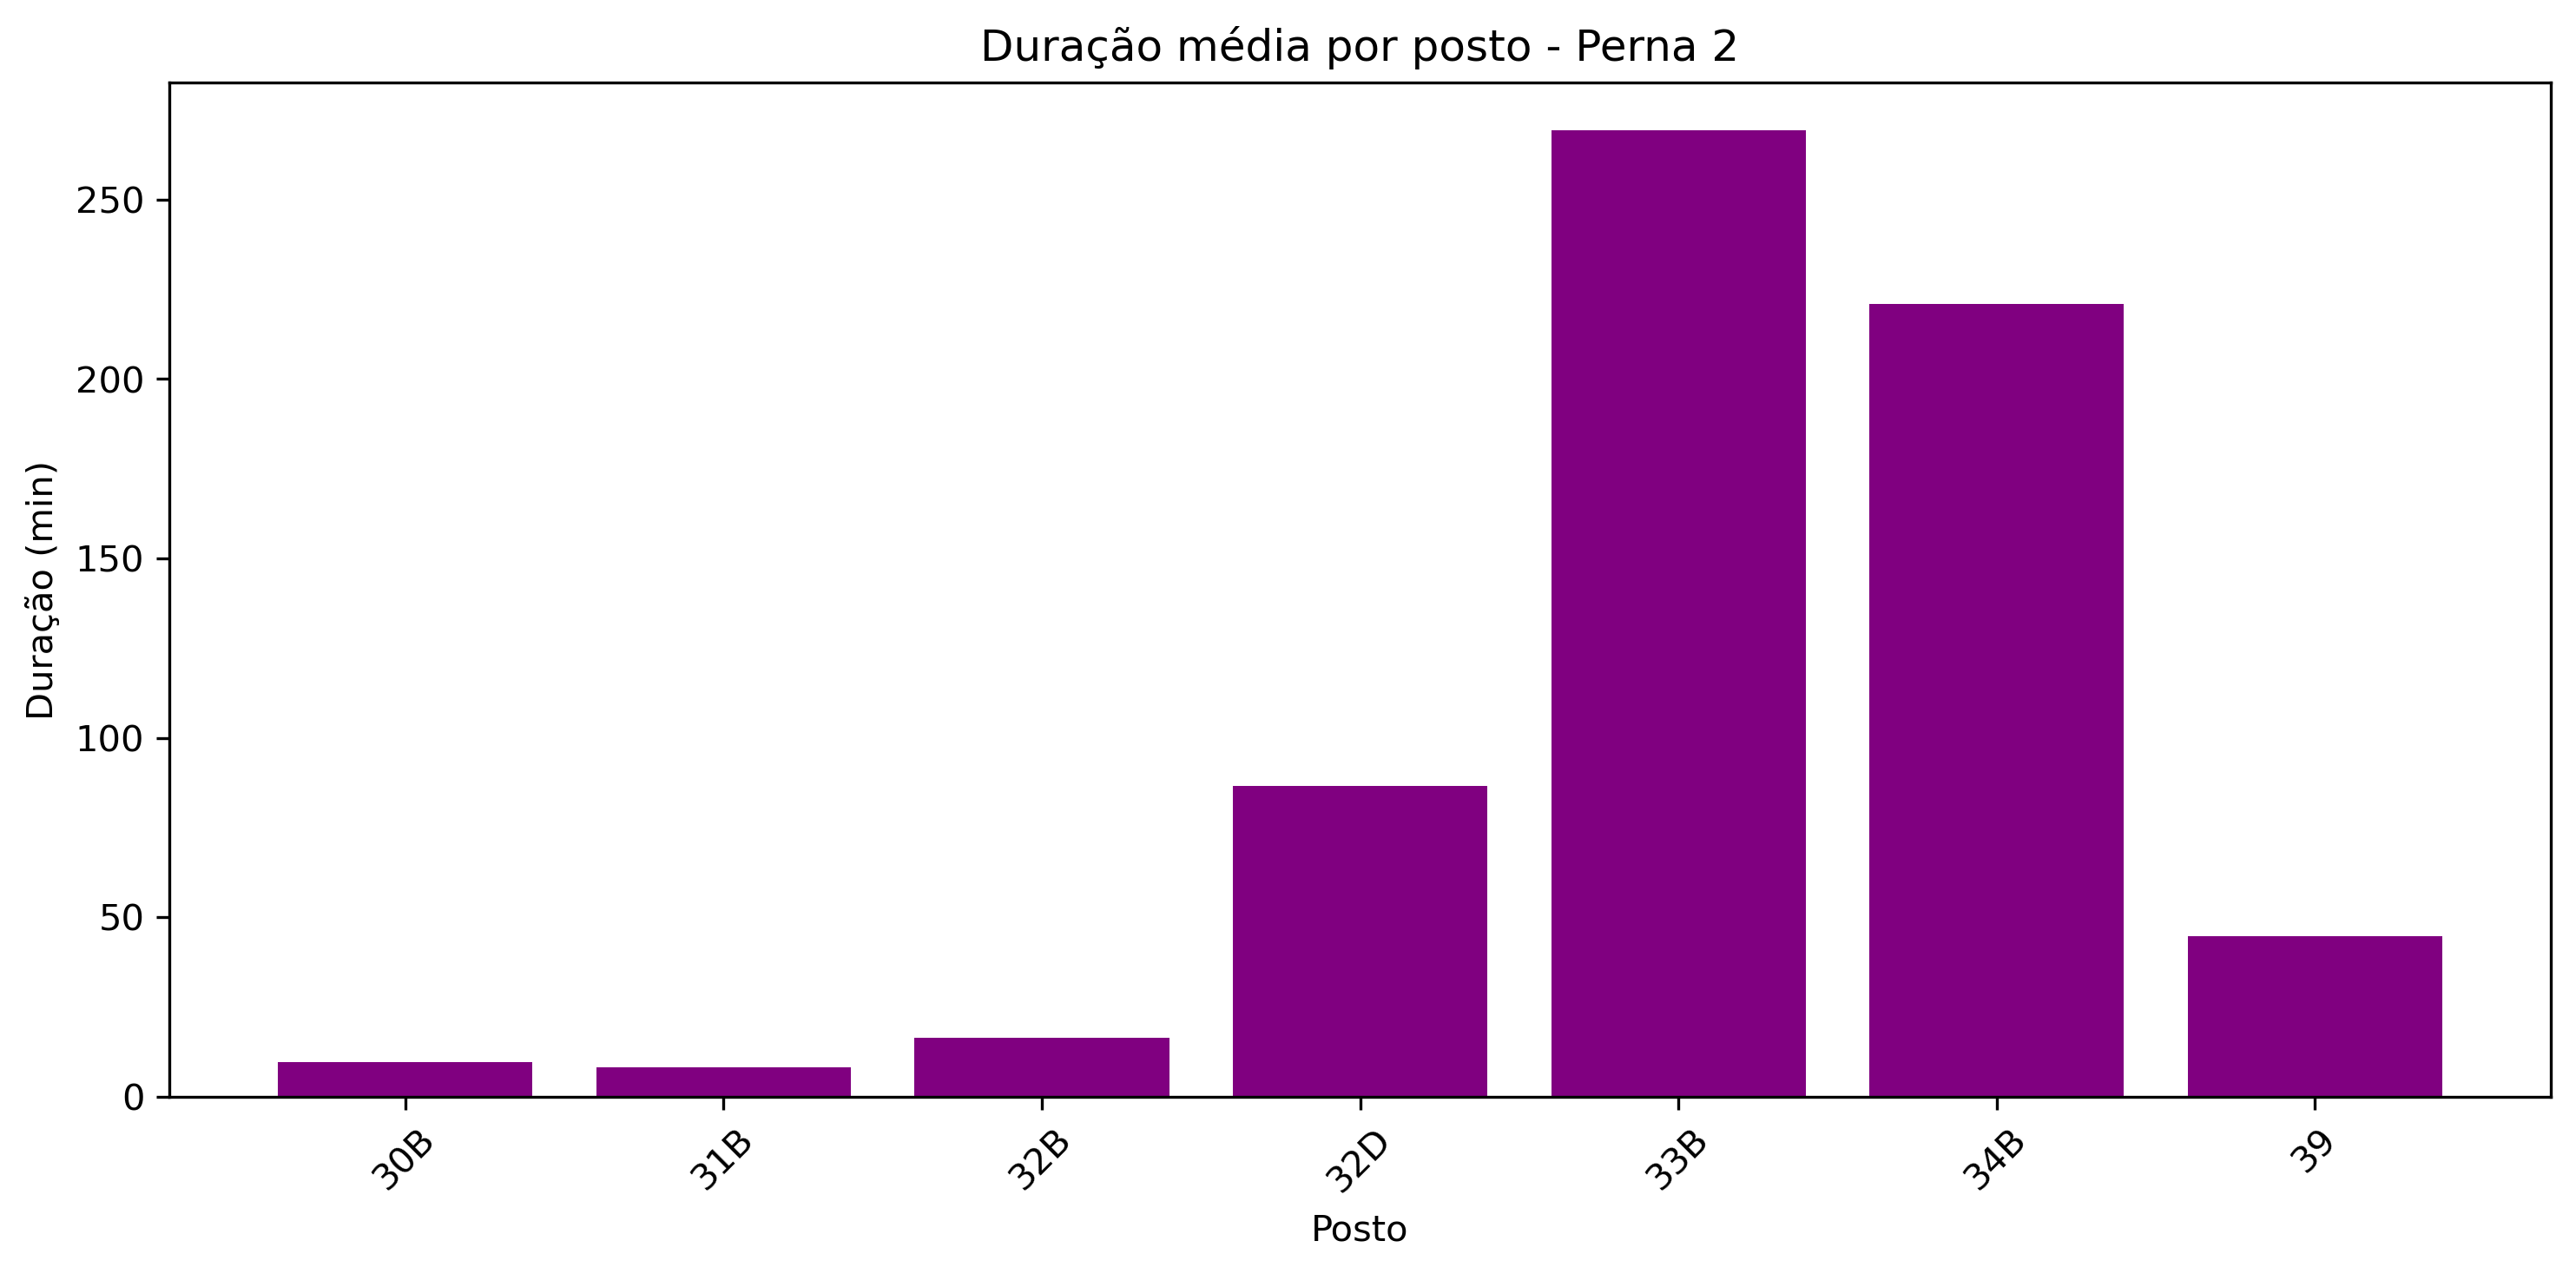 Duração média por posto - Perna 2
Duração (min)
250
200
150
100
50
0
30B
31B
32B
32D
33B
34B
39
Posto